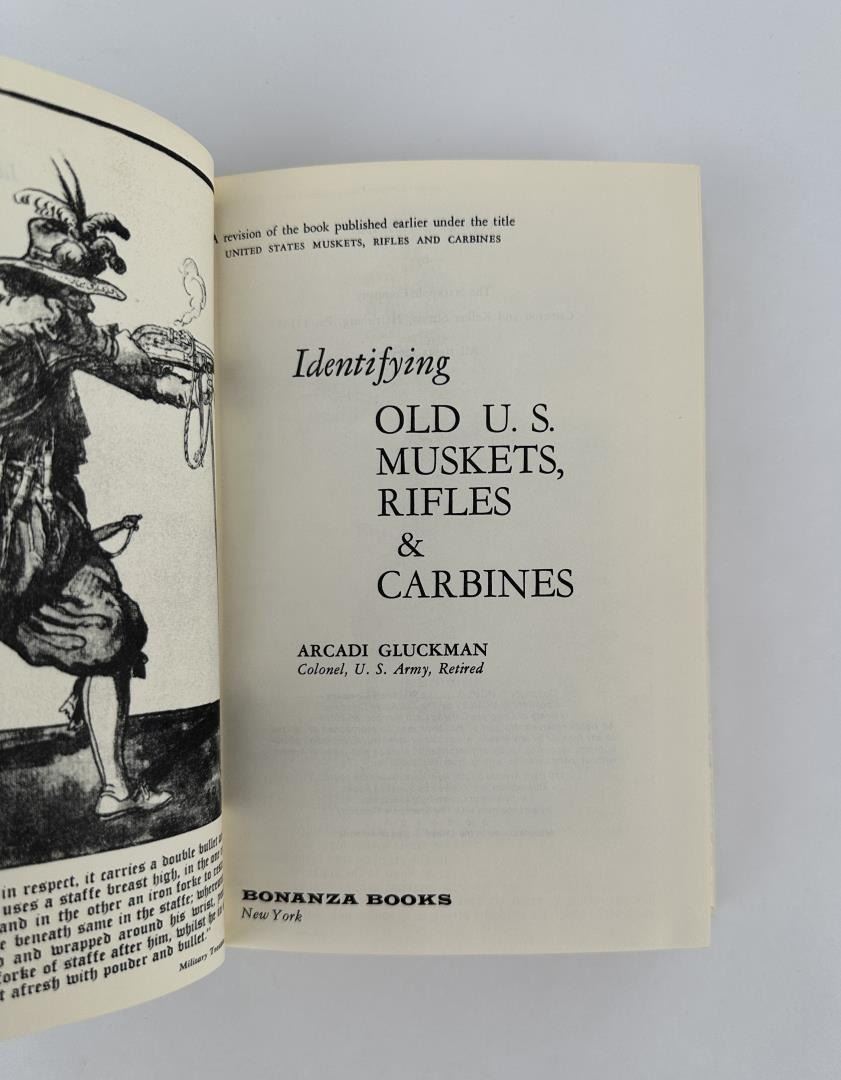 in respect, it carries a double bullet
uses a staffe breast high, in the one
and in the other an iron forke to rest
beneath same in the staffe;
and wrapped around his wrist,
forke of staffe after him, whilst he
afresh with pouder and bullet."
Military
A revision of the book published earlier under the title
UNITED STATES MUSKETS, RIFLES AND CARBINES
Identifying
OLD U. S.
MUSKETS,
RIFLES
&
CARBINES
ARCADI GLUCKMAN
Colonel, U. S. Army, Retired
BONANZA BOOKS
New York